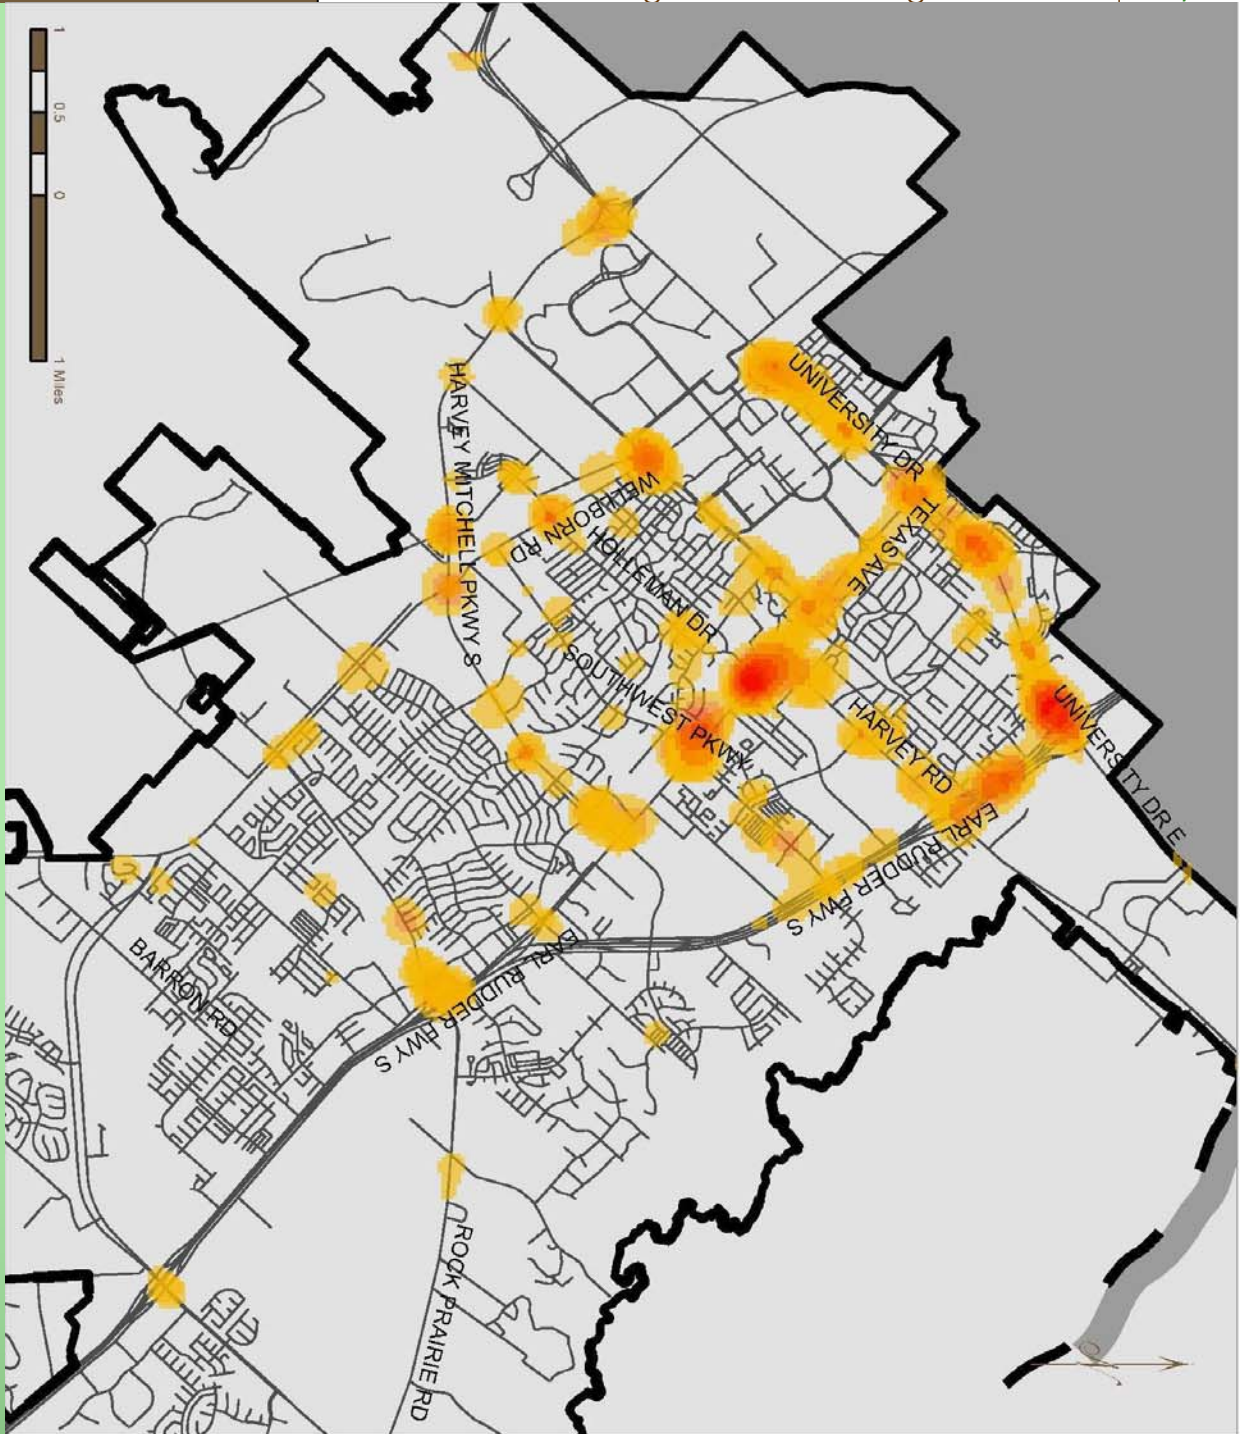 1
0.5
0
1 Miles
UNIVERSITY DR
HARVEY MITCHELL PKWY S
WELLBORN RD
TEXAS AVE
HOLLEMAN DR
SOUTHWEST PKWY
UNIVERSITY DR E
HARVEY RD
EARL RUDDER FWY S
EARL RUDDER FWY S
BARRON RD
ROCK PRAIRIE RD